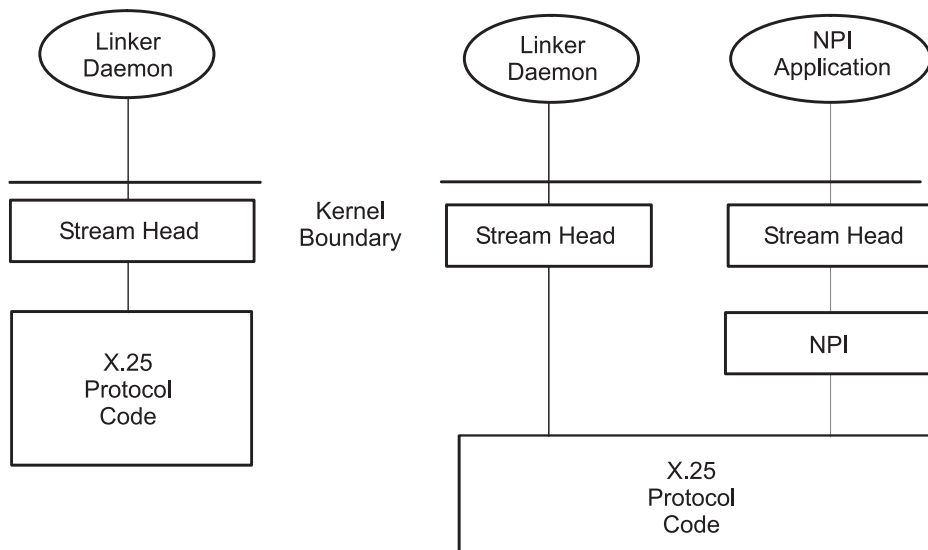 Linker
Daemon
Linker
Daemon
NPI
Application
Kernel
Boundary
Stream Head
Stream Head
Stream Head
X.25
Protocol
Code
NPI
X.25
Protocol
Code